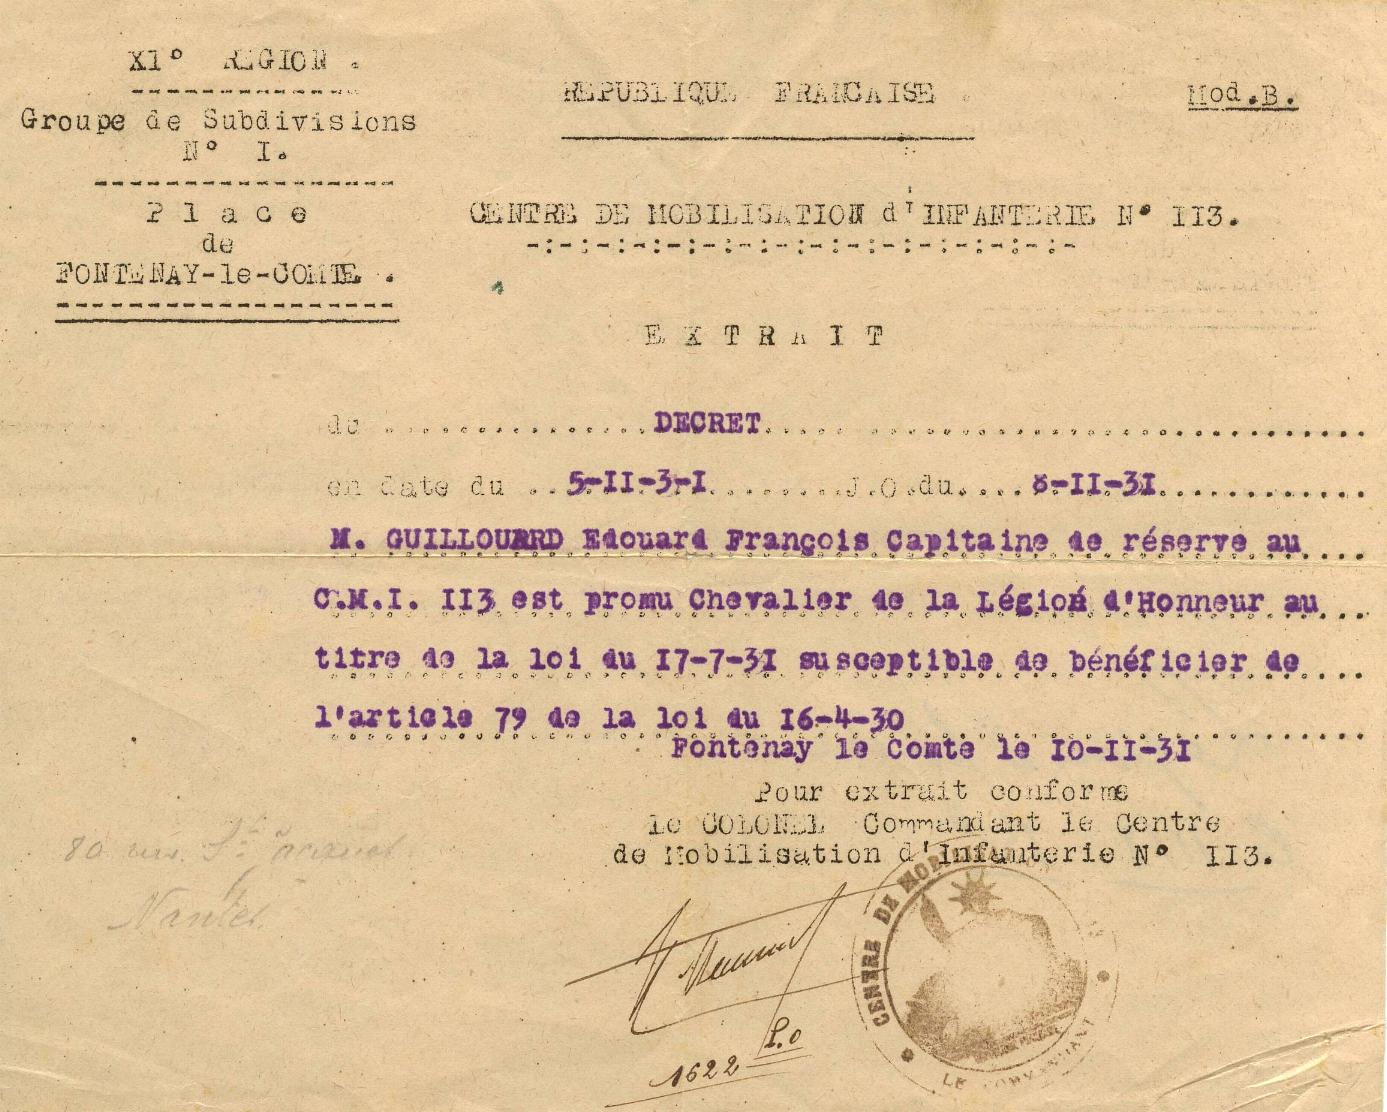 XI° REGION.
Groupe de Subdivisions
N° I.
Place
de
FONTENAY-le-COMTE.
REPUBLIQUE FRANCAISE
Mod.B.
CENTRE DE MOBILISATION d'INFANTERIE N° II3.
EXTRAIT
de ................DECRET................
en date du ..5-II-3-I.........J.O.du....8-II-3I............
M. GUILLOUARD Edouard François Capitaine de réserve au
C.M.I. II3 est promu Chevalier de la Légion d'Honneur au
titre de la loi du I7-7-3I susceptible de bénéficier de
l'article 79 de la loi du I6-4-30
Fontenay le Comte le IO-II-3I
Pour extrait conforme
le COLONEL Commandant le Centre
de Mobilisation d'Infanterie N° II3.
80
Nantes
P.O
1622
CENTRE DE MOB
LE COMMANDANT